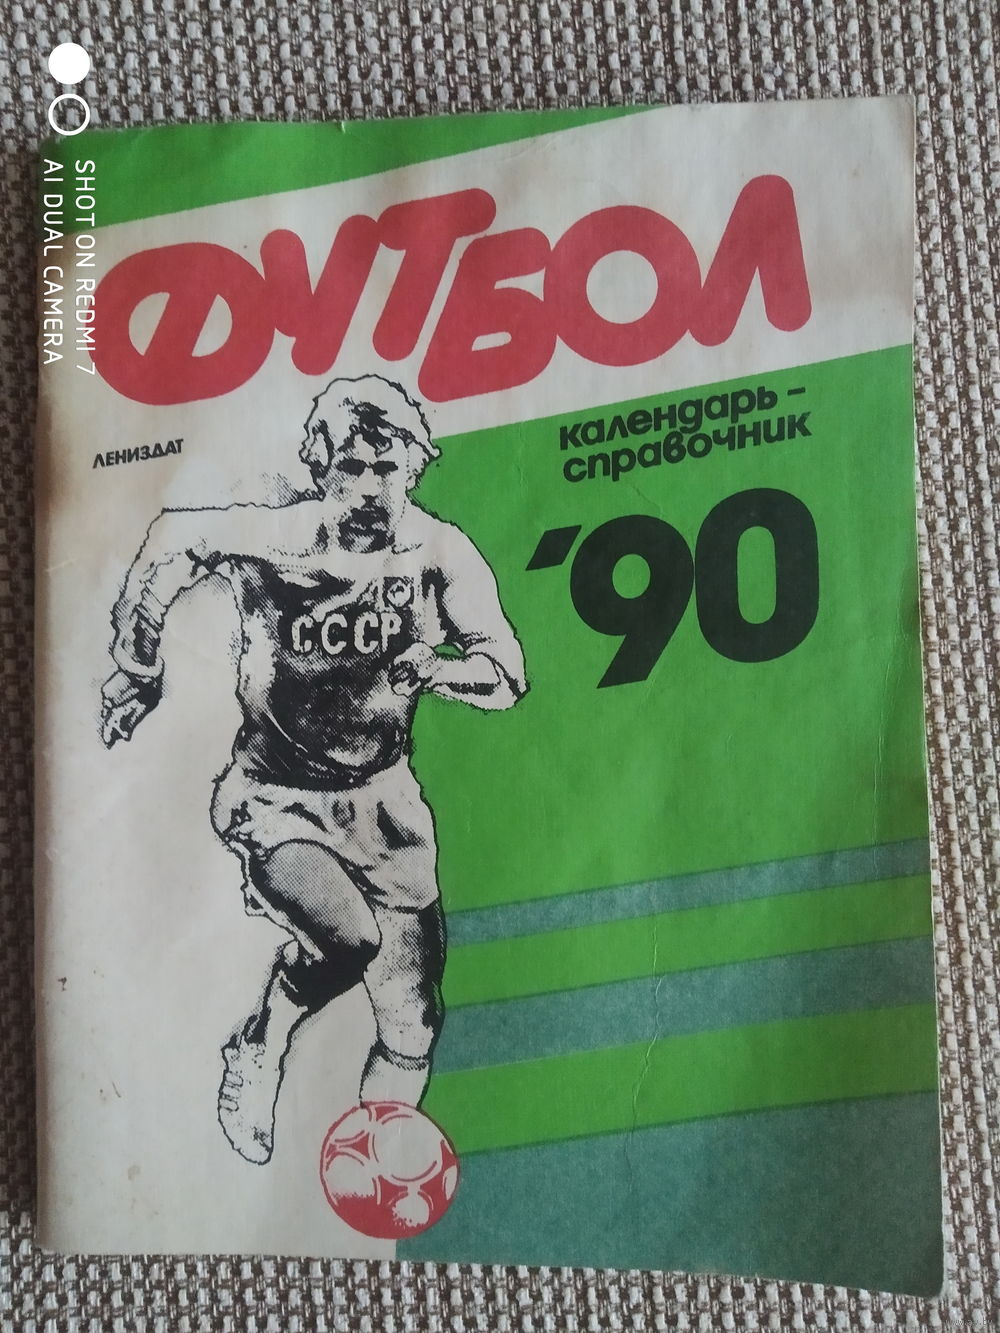 ФУТБОЛ
календарь-
справочник
'90
ЛЕНИЗДАТ
СССР
SHOT ON REDMI 7
AI DUAL CAMERA